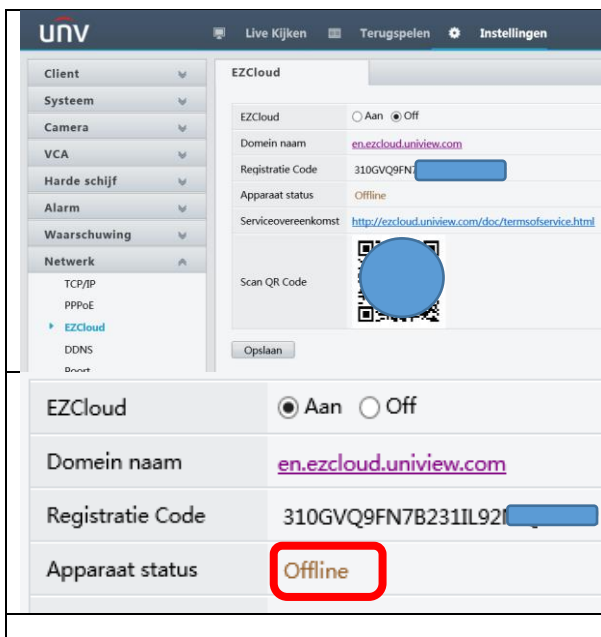 unv Live Kijken Terugspelen Instellingen
Client EZCloud
Systeem
EZCloud Aan Off
Camera
Domein naam en.ezcloud.uniview.com
VCA
Registratie Code 310GVQ9FN7
Harde schijf
Apparaat status Offline
Alarm
Serviceovereenkomst http://ezcloud.uniview.com/doc/termsofservice.html
Waarschuwing
Netwerk
TCP/IP
Scan QR Code
PPPoE
EZCloud
DDNS
Opslaan
Poort
EZCloud Aan Off
Domein naam en.ezcloud.uniview.com
Registratie Code 310GVQ9FN7B231IL92
Apparaat status Offline